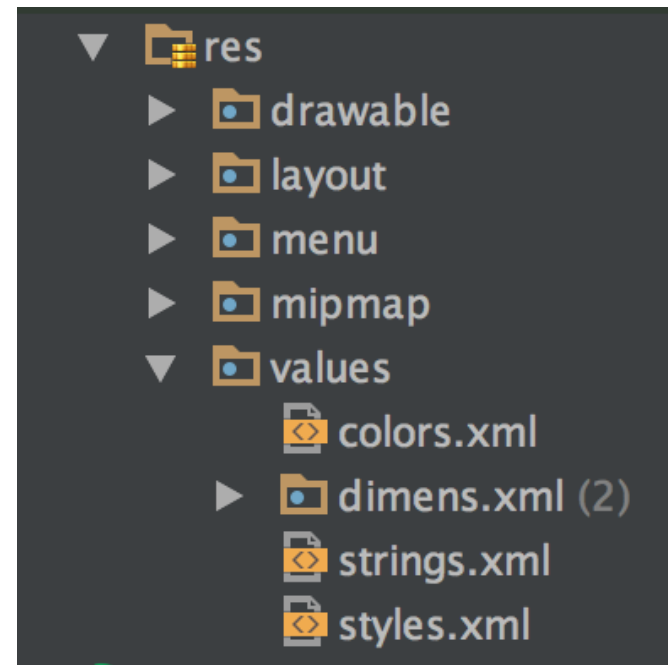 res
drawable
layout
menu
mipmap
values
colors.xml
dimens.xml (2)
strings.xml
styles.xml